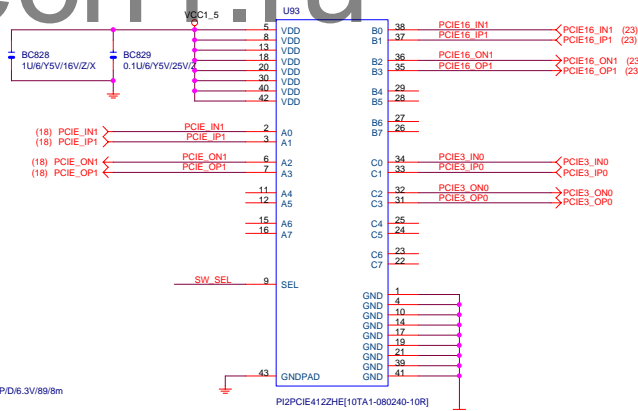 com1.ru
VCC1_5
U93
BC828
1U/6/Y5V/16V/Z/X
BC829
0.1U/6/Y5V/25V/Z
5 VDD
8 VDD
13 VDD
18 VDD
20 VDD
30 VDD
40 VDD
42 VDD
B0 38 PCIE16_IN1 PCIE16_IN1 (23)
B1 37 PCIE16_IP1 PCIE16_IP1 (23)
B2 36 PCIE16_ON1 PCIE16_ON1 (23
B3 35 PCIE16_OP1 PCIE16_OP1 (23
B4 29
B5 28
B6 27
B7 26
(18) PCIE_IN1 PCIE_IN1 2 A0
(18) PCIE_IP1 PCIE_IP1 3 A1
(18) PCIE_ON1 PCIE_ON1 6 A2
(18) PCIE_OP1 PCIE_OP1 7 A3
11 A4
12 A5
15 A6
16 A7
C0 34 PCIE3_IN0 PCIE3_IN0
C1 33 PCIE3_IP0 PCIE3_IP0
C2 32 PCIE3_ON0 PCIE3_ON0
C3 31 PCIE3_OP0 PCIE3_OP0
C4 25
C5 24
C6 23
C7 22
SW_SEL 9 SEL
GND 1
GND 4
GND 10
GND 14
GND 17
GND 19
GND 21
GND 39
GND 41
43 GNDPAD
P/D/6.3V/89/8m
PI2PCIE412ZHE[10TA1-080240-10R]